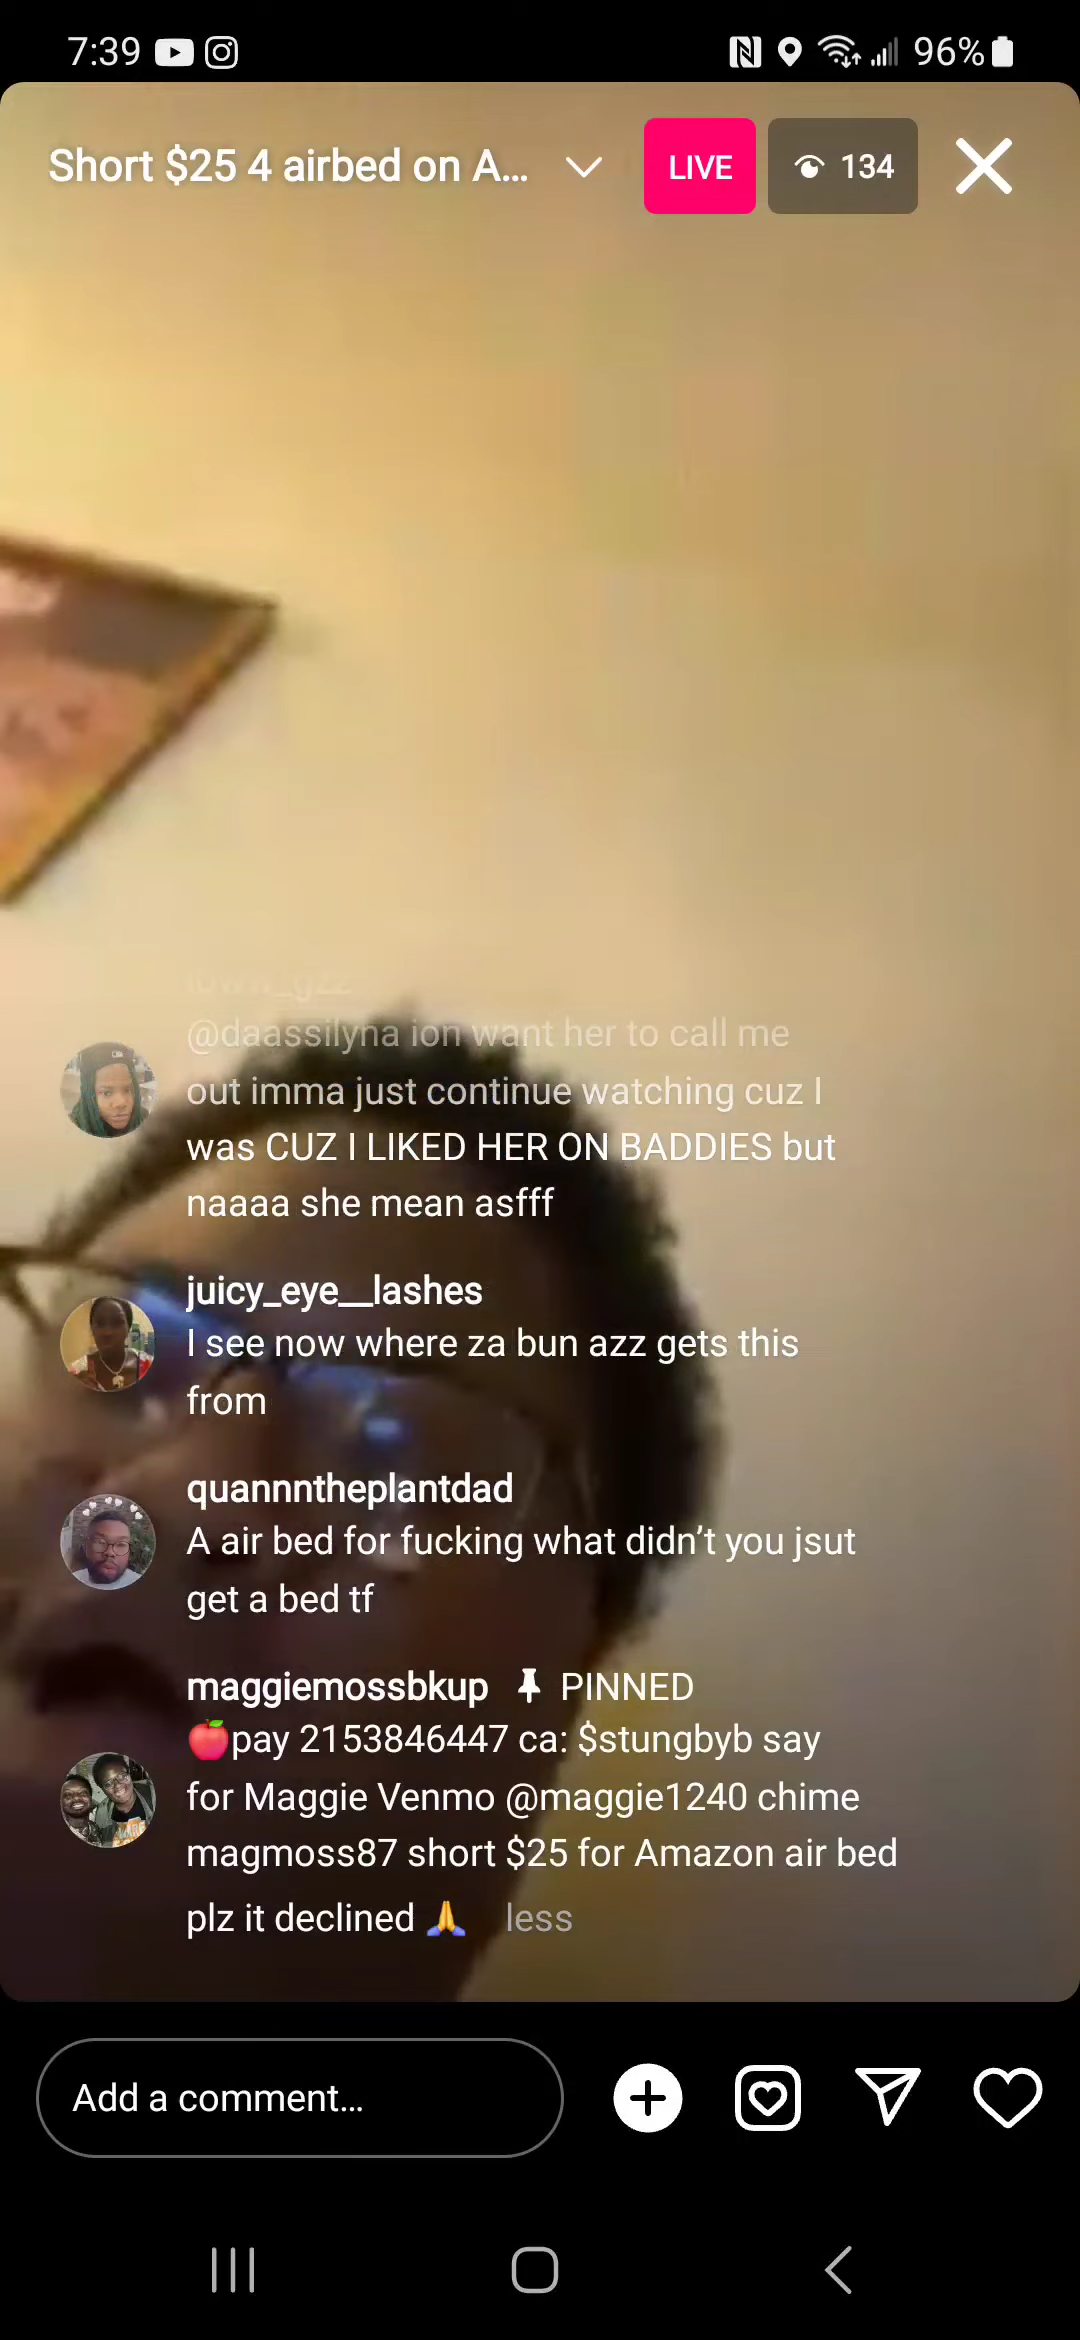 7:39 96%
Short $25 4 airbed on A... LIVE 134
@daassilyna ion want her to call me
out imma just continue watching cuz I
was CUZ I LIKED HER ON BADDIES but
naaaa she mean asfff
juicy_eye__lashes
I see now where za bun azz gets this
from
quannntheplantdad
A air bed for fucking what didn’t you jsut
get a bed tf
maggiemossbkup PINNED
🍎pay 2153846447 ca: $stungbyb say
for Maggie Venmo @maggie1240 chime
magmoss87 short $25 for Amazon air bed
plz it declined 🙏 less
Add a comment...